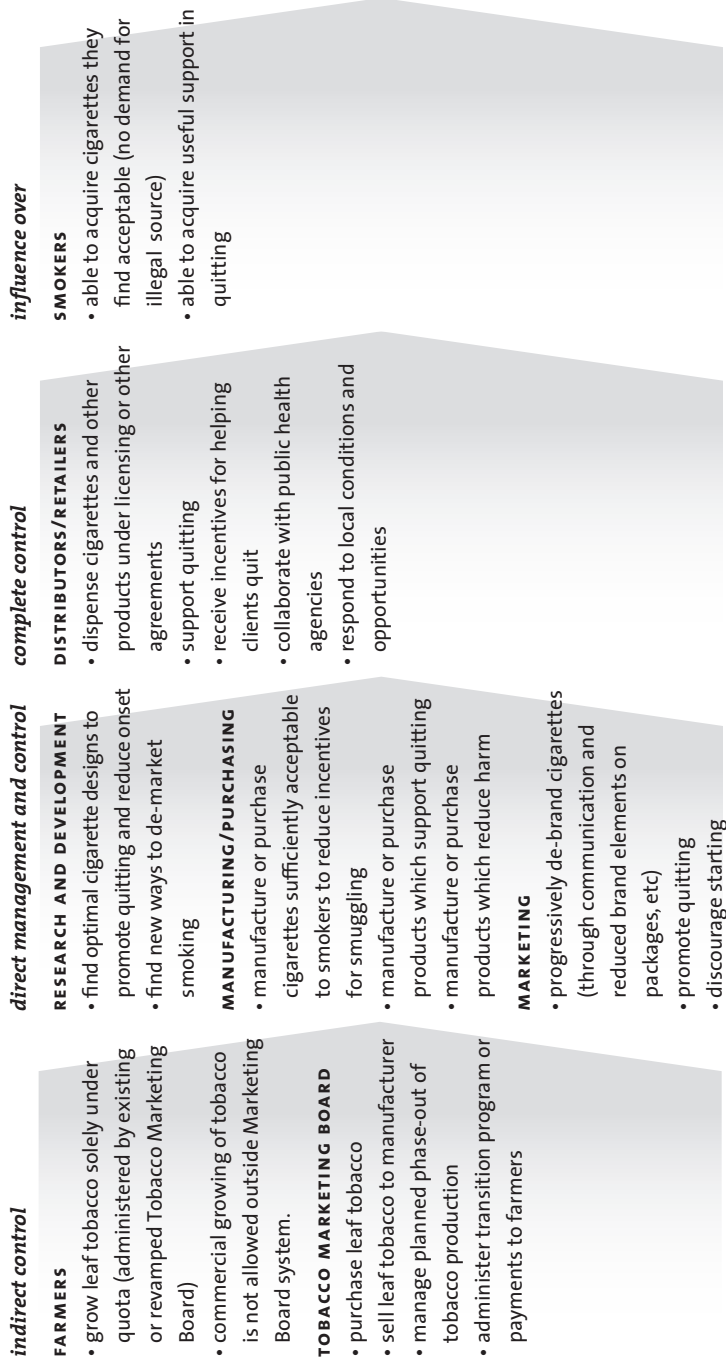 indirect control
FARMERS
• grow leaf tobacco solely under
quota (administered by existing
or revamped Tobacco Marketing
Board)
• commercial growing of tobacco
is not allowed outside Marketing
Board system.
TOBACCO MARKETING BOARD
• purchase leaf tobacco
• sell leaf tobacco to manufacturer
• manage planned phase-out of
tobacco production
• administer transition program or
payments to farmers
direct management and control
RESEARCH AND DEVELOPMENT
• find optimal cigarette designs to
promote quitting and reduce onset
• find new ways to de-market
smoking
MANUFACTURING/PURCHASING
• manufacture or purchase
cigarettes sufficiently acceptable
to smokers to reduce incentives
for smuggling
• manufacture or purchase
products which support quitting
• manufacture or purchase
products which reduce harm
MARKETING
• progressively de-brand cigarettes
(through communication and
reduced brand elements on
packages, etc)
• promote quitting
• discourage starting
complete control
DISTRIBUTORS/RETAILERS
• dispense cigarettes and other
products under licensing or other
agreements
• support quitting
• receive incentives for helping
clients quit
• collaborate with public health
agencies
• respond to local conditions and
opportunities
influence over
SMOKERS
• able to acquire cigarettes they
find acceptable (no demand for
illegal source)
• able to acquire useful support in
quitting